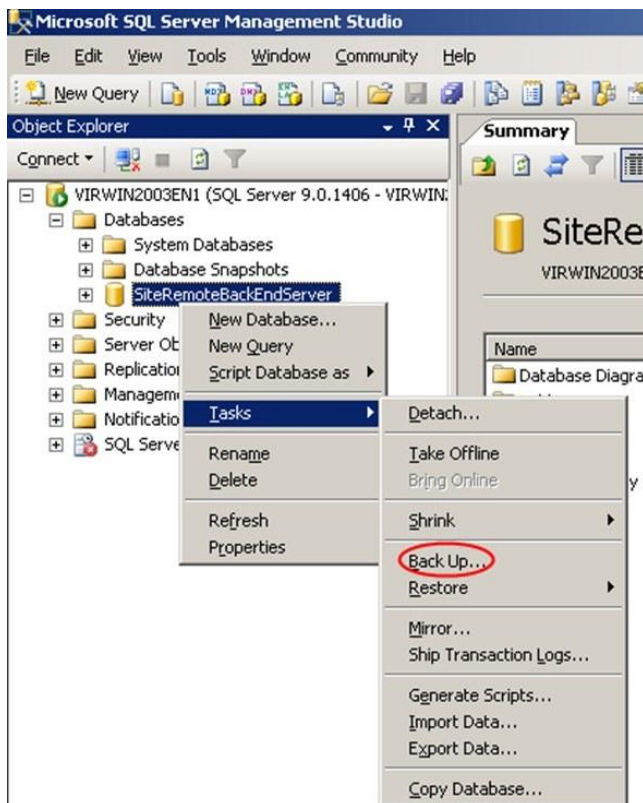 Microsoft SQL Server Management Studio
File Edit View Tools Window Community Help
New Query
Object Explorer
Summary
Connect
VIRWIN2003EN1 (SQL Server 9.0.1406 - VIRWIN
Databases
System Databases
Database Snapshots
SiteRemoteBackEndServer
Security
Server Ob
Replication
Managem
Notificatio
SQL Serve
SiteRe
VIRWIN2003E
Name
Database Diagra
New Database...
New Query
Script Database as
Tasks
Rename
Delete
Refresh
Properties
Detach...
Take Offline
Bring Online
Shrink
Back Up...
Restore
Mirror...
Ship Transaction Logs...
Generate Scripts...
Import Data...
Export Data...
Copy Database...
y